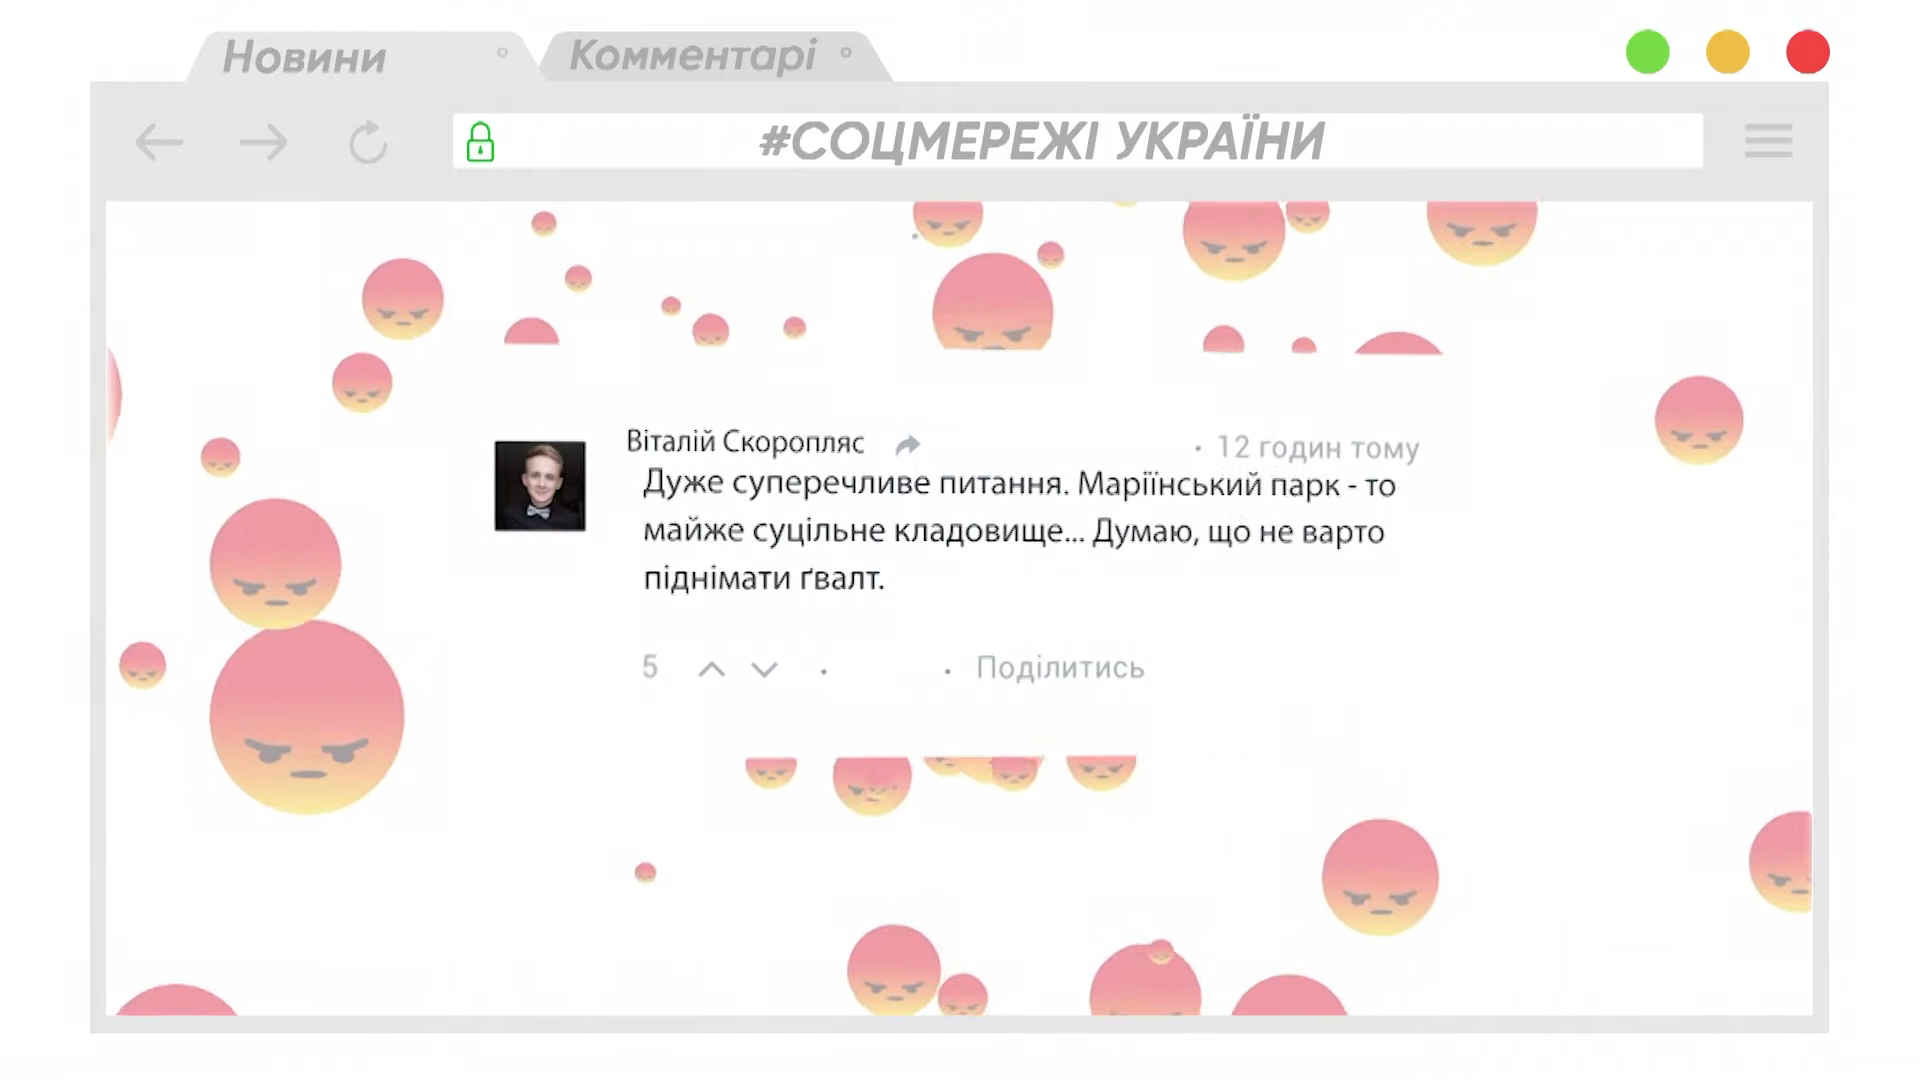 Новини
Комментарі
#СОЦМЕРЕЖІ УКРАЇНИ
Віталій Скоропляс
· 12 годин тому
Дуже суперечливе питання. Маріїнський парк - то
майже суцільне кладовище... Думаю, що не варто
піднімати ґвалт.
5 · · Поділитись